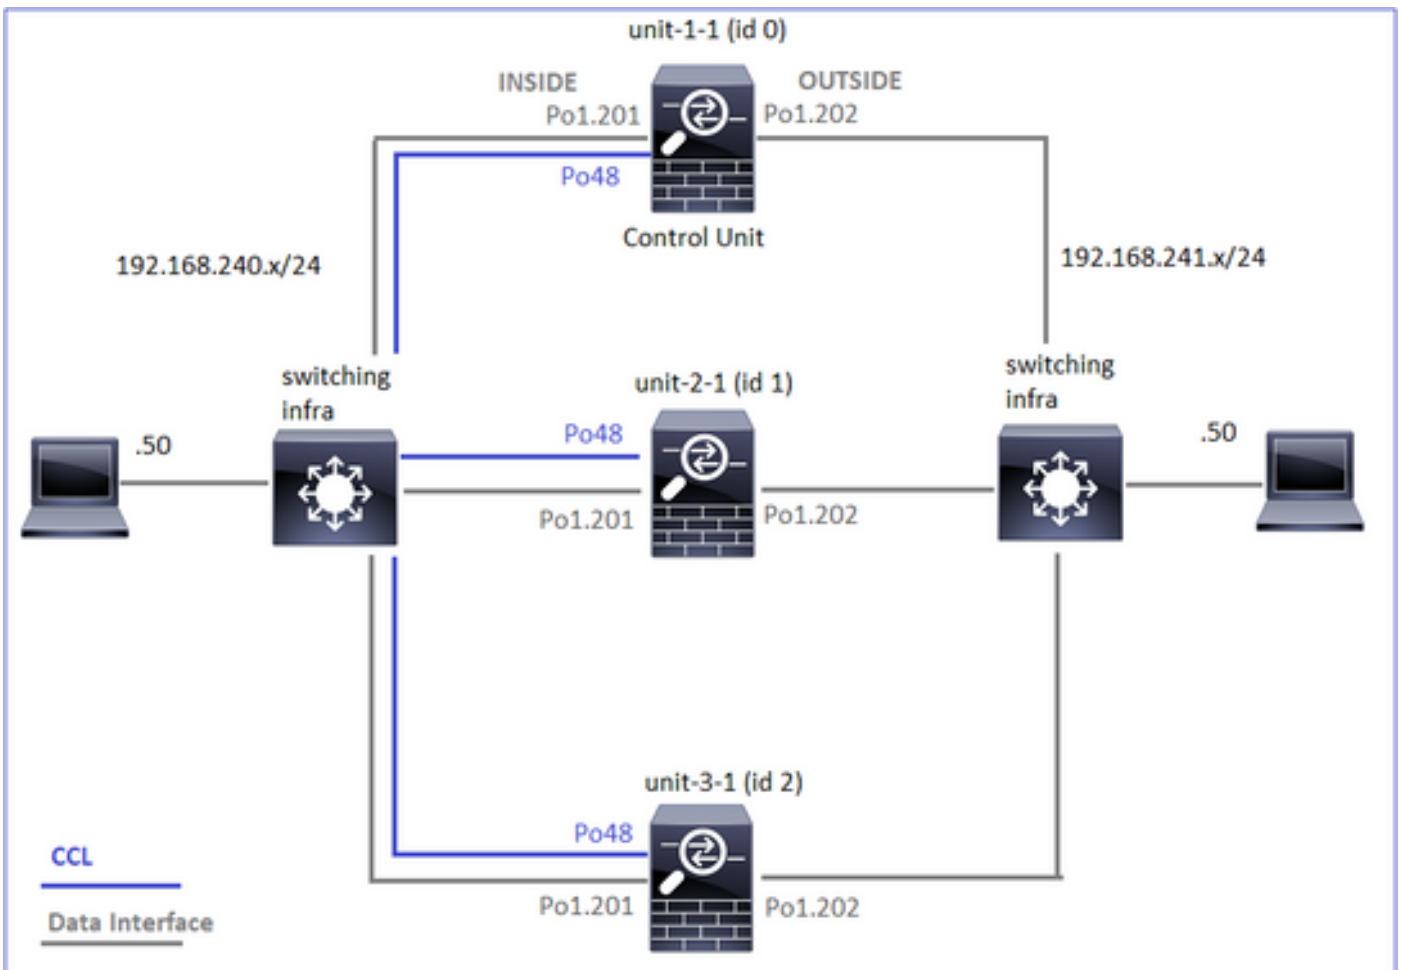 unit-1-1 (id 0)
INSIDE
OUTSIDE
Po1.201
Po1.202
Po48
Control Unit
192.168.240.x/24
192.168.241.x/24
switching
infra
switching
infra
unit-2-1 (id 1)
.50
Po48
.50
Po1.201
Po1.202
unit-3-1 (id 2)
Po48
CCL
Po1.201
Po1.202
Data Interface